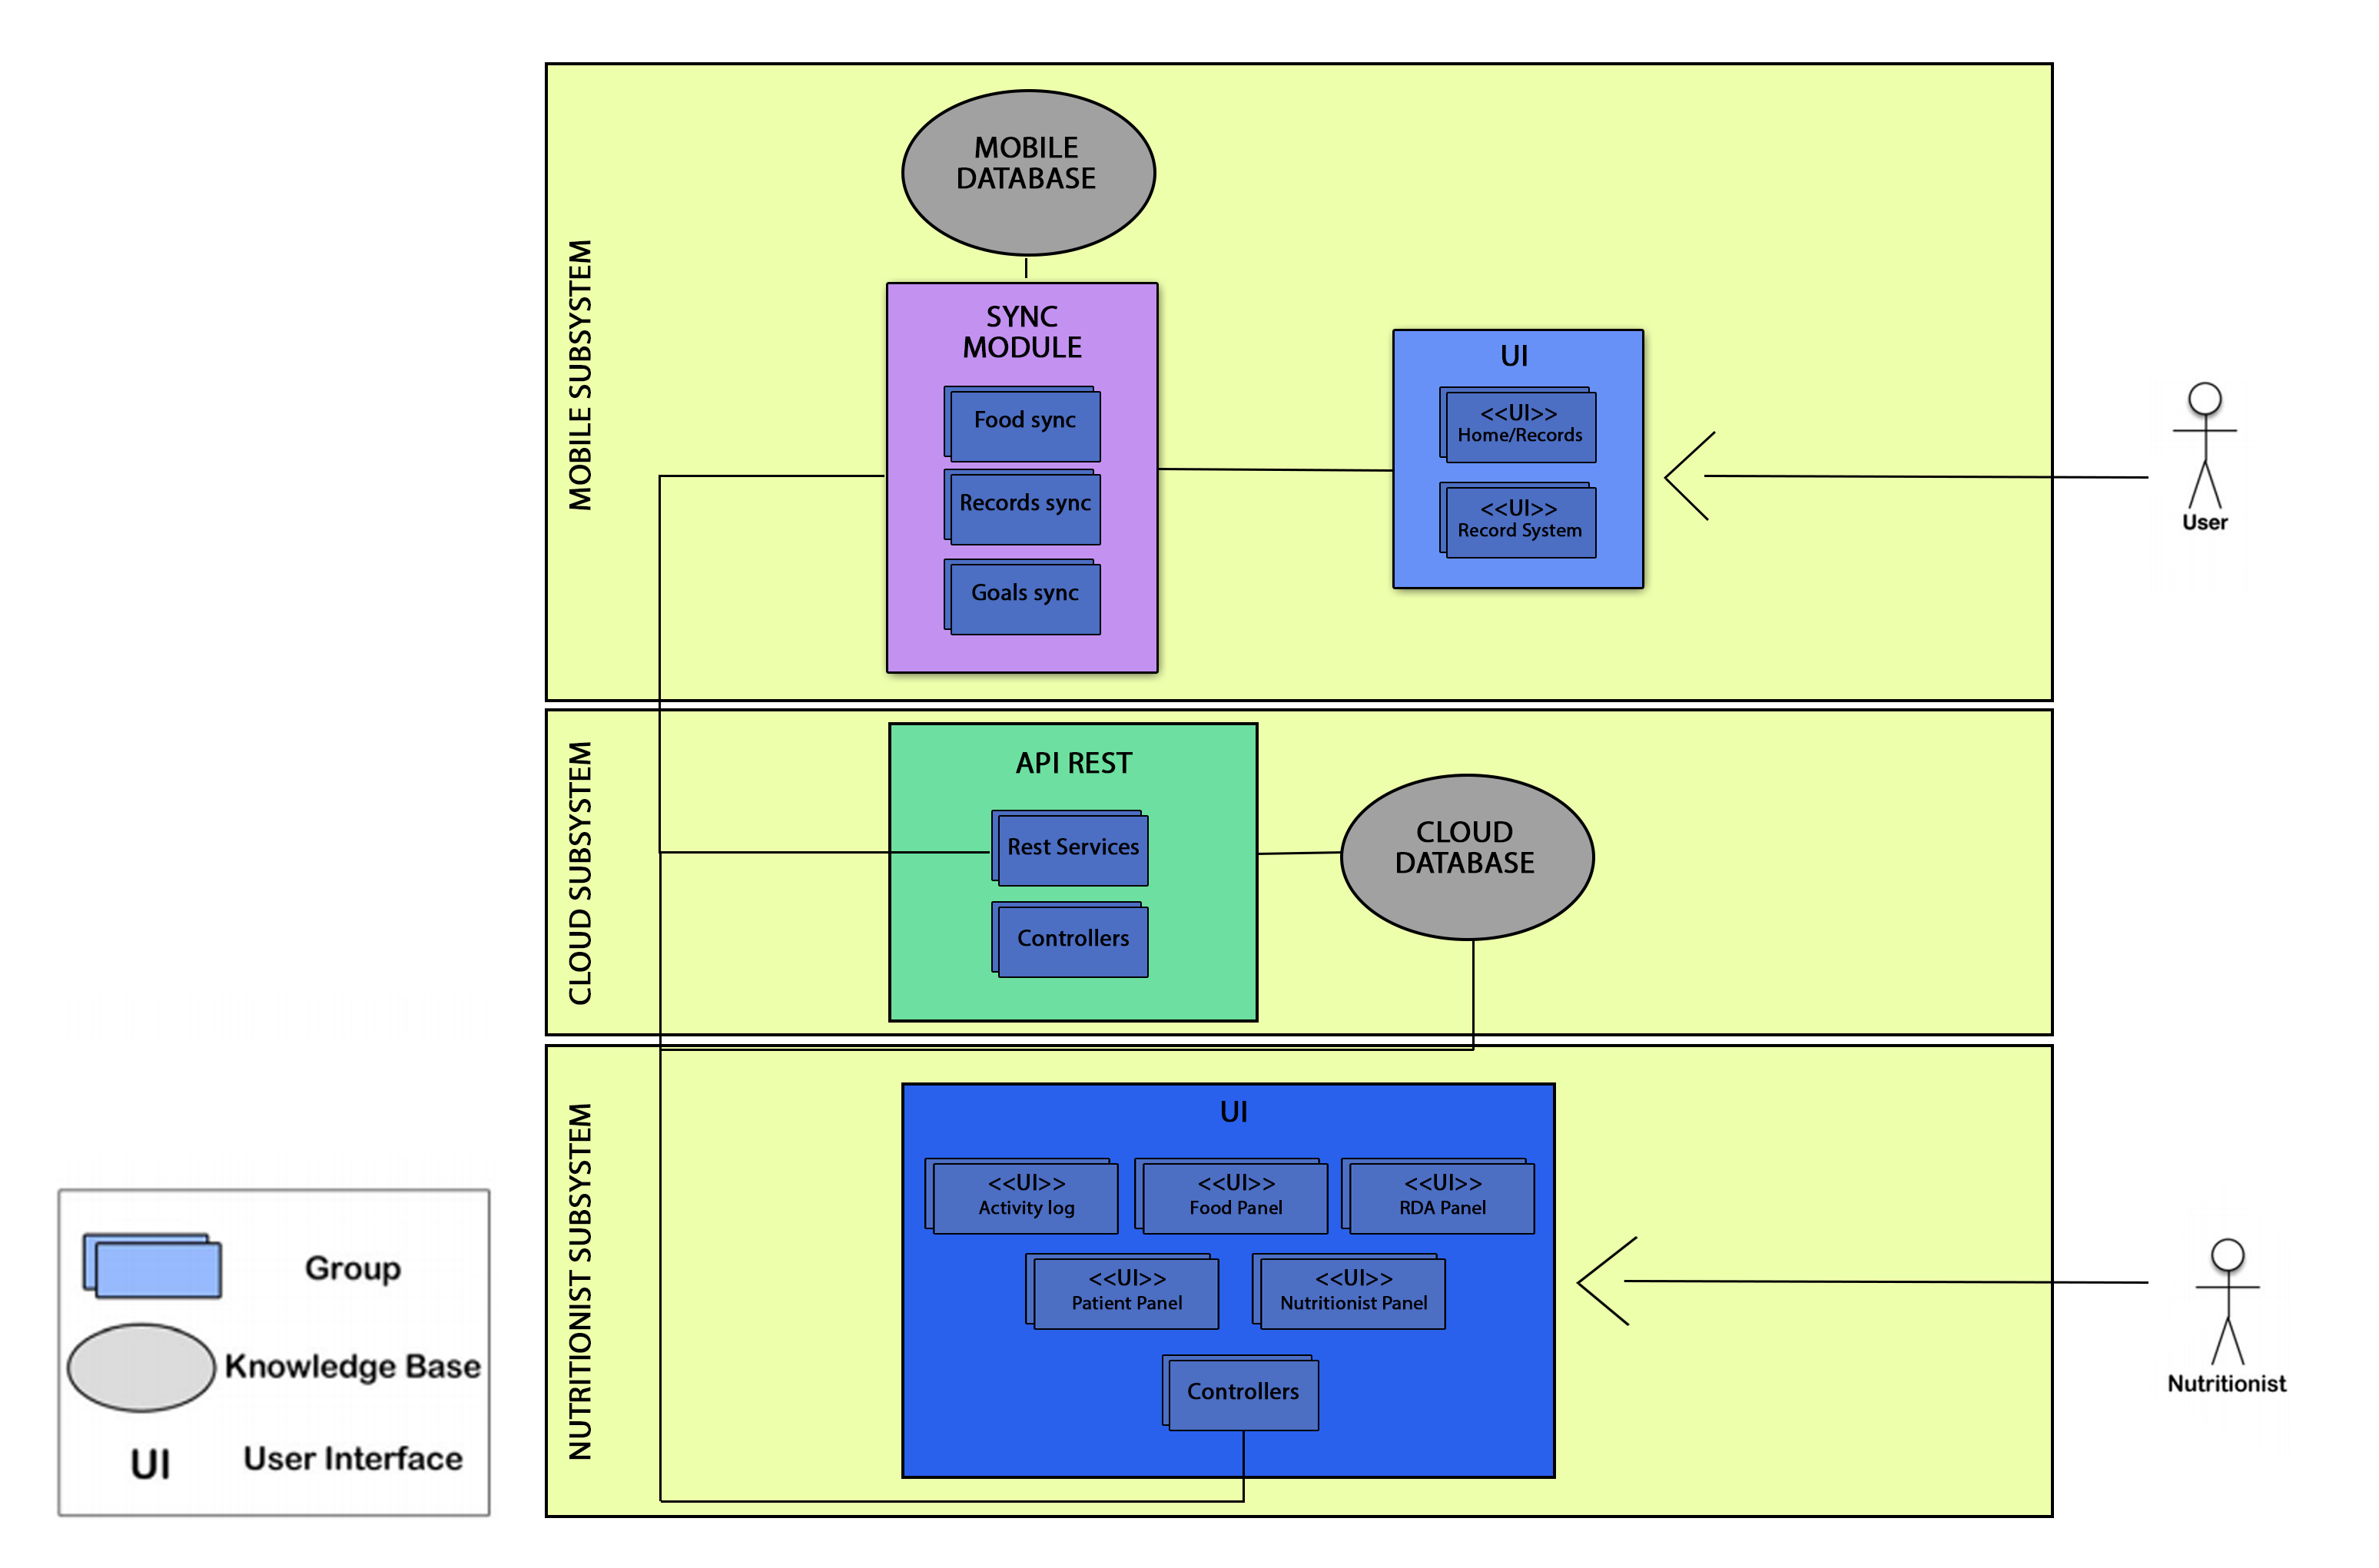 MOBILE SUBSYSTEM
MOBILE
DATABASE
SYNC
MODULE
Food sync
Records sync
Goals sync
UI
<<UI>>
Home/Records
<<UI>>
Record System
User
CLOUD SUBSYSTEM
API REST
Rest Services
Controllers
CLOUD
DATABASE
NUTRITIONIST SUBSYSTEM
UI
<<UI>>
Activity log
<<UI>>
Food Panel
<<UI>>
RDA Panel
<<UI>>
Patient Panel
<<UI>>
Nutritionist Panel
Controllers
Nutritionist
Group
Knowledge Base
UI User Interface